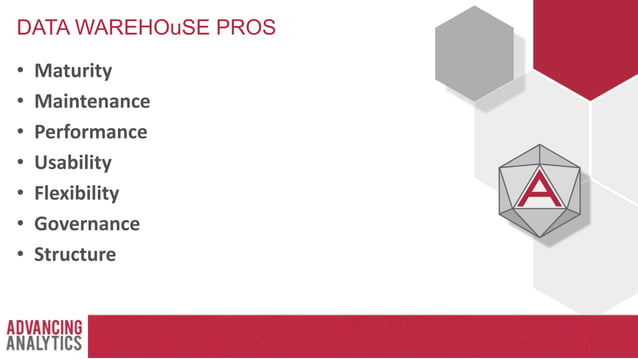 DATA WAREHOuSE PROS
• Maturity
• Maintenance
• Performance
• Usability
• Flexibility
• Governance
• Structure
A
ADVANCING
ANALYTICS